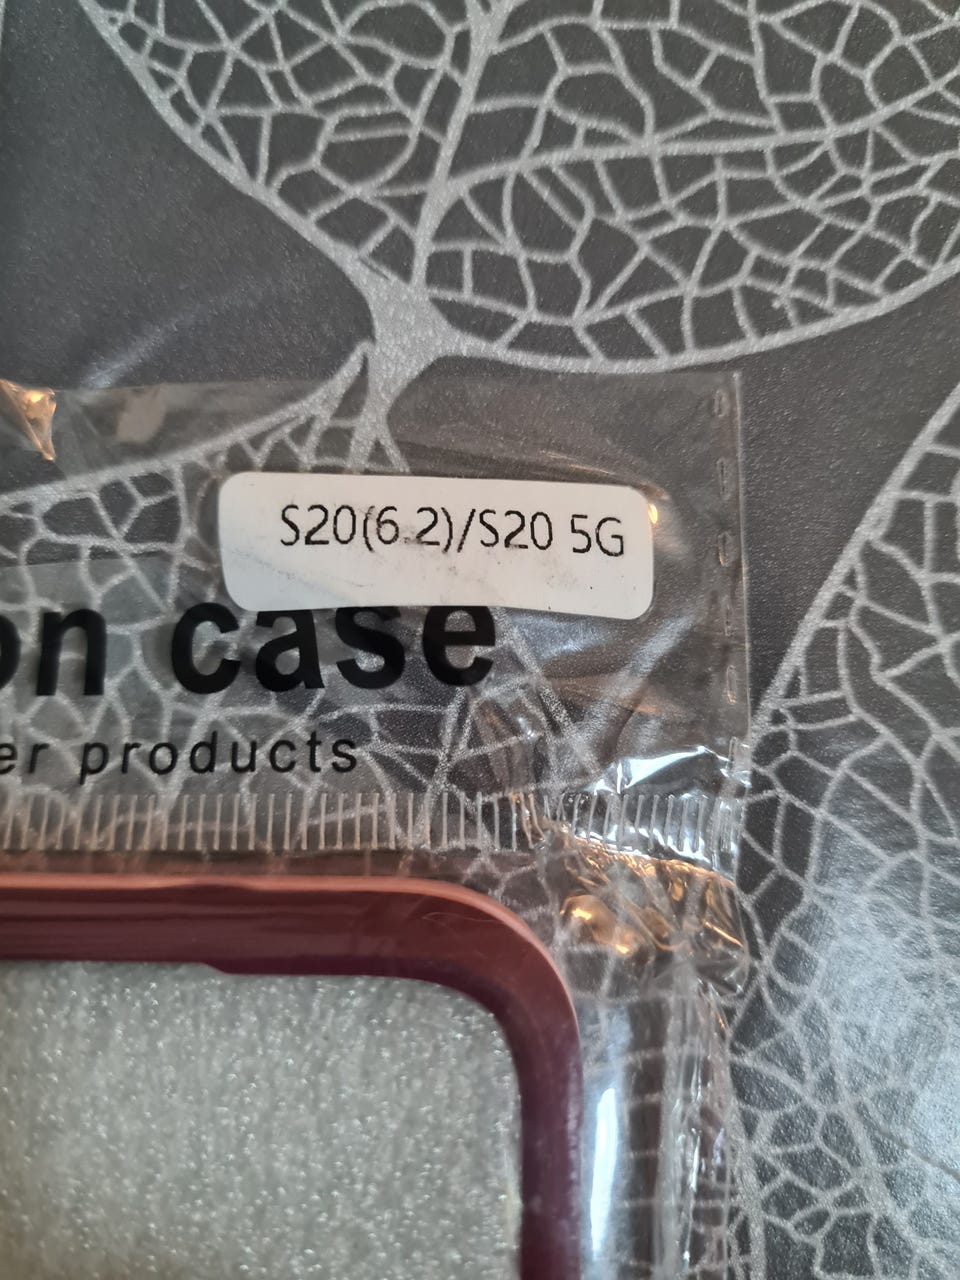 S20(6.2)/S20 5G
on case
er products